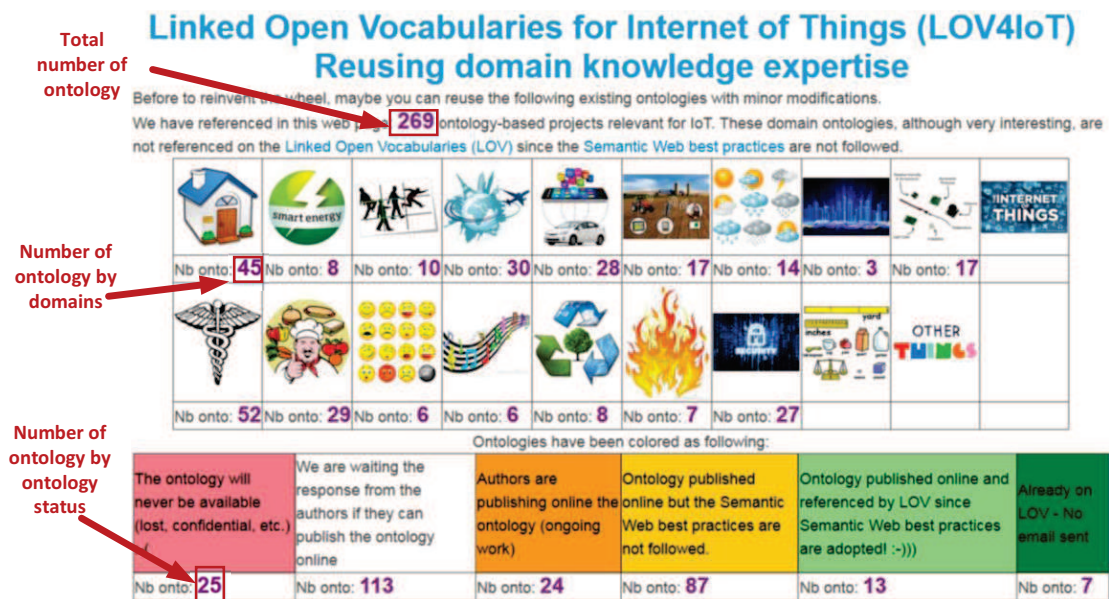 Linked Open Vocabularies for Internet of Things (LOV4IoT)
Reusing domain knowledge expertise
Total
number of
ontology
Before to reinvent the wheel, maybe you can reuse the following existing ontologies with minor modifications.
We have referenced in this web page 269 ontology-based projects relevant for IoT. These domain ontologies, although very interesting, are
not referenced on the Linked Open Vocabularies (LOV) since the Semantic Web best practices are not followed.
smart energy
INTERNET
OF
THINGS
Number of
ontology by
domains
Nb onto: 45 Nb onto: 8 Nb onto: 10 Nb onto: 30 Nb onto: 28 Nb onto: 17 Nb onto: 14 Nb onto: 3 Nb onto: 17
SECURITY
yard
inches
OTHER
THINGS
Nb onto: 52 Nb onto: 29 Nb onto: 6 Nb onto: 6 Nb onto: 8 Nb onto: 7 Nb onto: 27
Number of
ontology by
ontology
status
Ontologies have been colored as following:
The ontology will
never be available
(lost, confidential, etc.)
:(
We are waiting the
response from the
authors if they can
publish the ontology
online
Authors are
publishing online the
ontology (ongoing
work)
Ontology published
online but the Semantic
Web best practices are
not followed.
Ontology published online and
referenced by LOV since
Semantic Web best practices
are adopted! :-)))
Already on
LOV - No
email sent
Nb onto: 25 Nb onto: 113 Nb onto: 24 Nb onto: 87 Nb onto: 13 Nb onto: 7